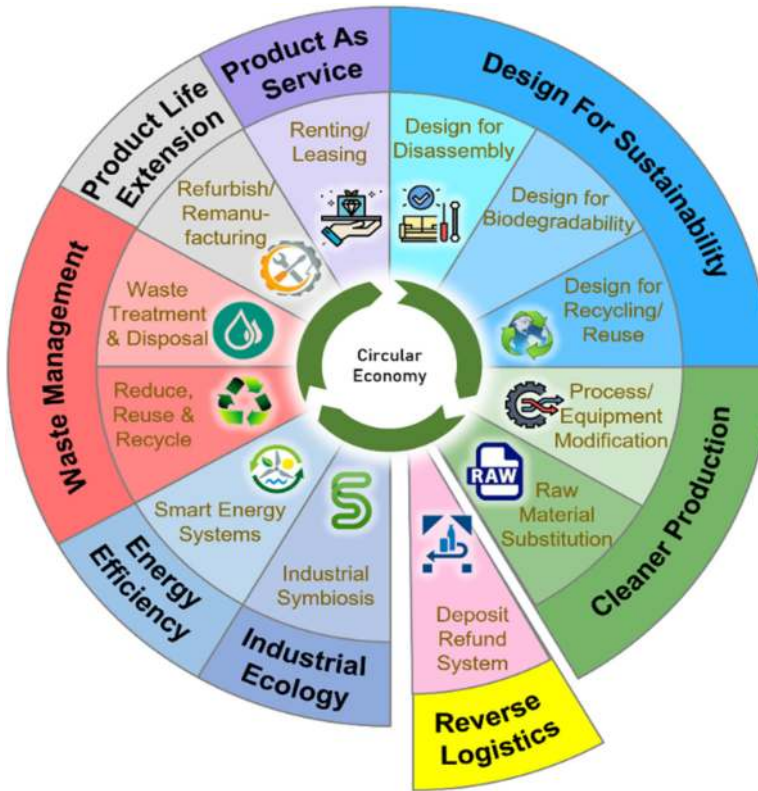 Product As
Service
Renting/
Leasing
Design For Sustainability
Design for
Disassembly
Design for
Biodegradability
Design for
Recycling/
Reuse
Cleaner Production
Process/
Equipment
Modification
RAW
Raw
Material
Substitution
Reverse
Logistics
Deposit
Refund
System
Industrial
Ecology
Industrial
Symbiosis
Energy
Efficiency
Smart Energy
Systems
Waste Management
Reduce,
Reuse &
Recycle
Waste
Treatment
& Disposal
Product Life
Extension
Refurbish/
Remanu-
facturing
Circular
Economy